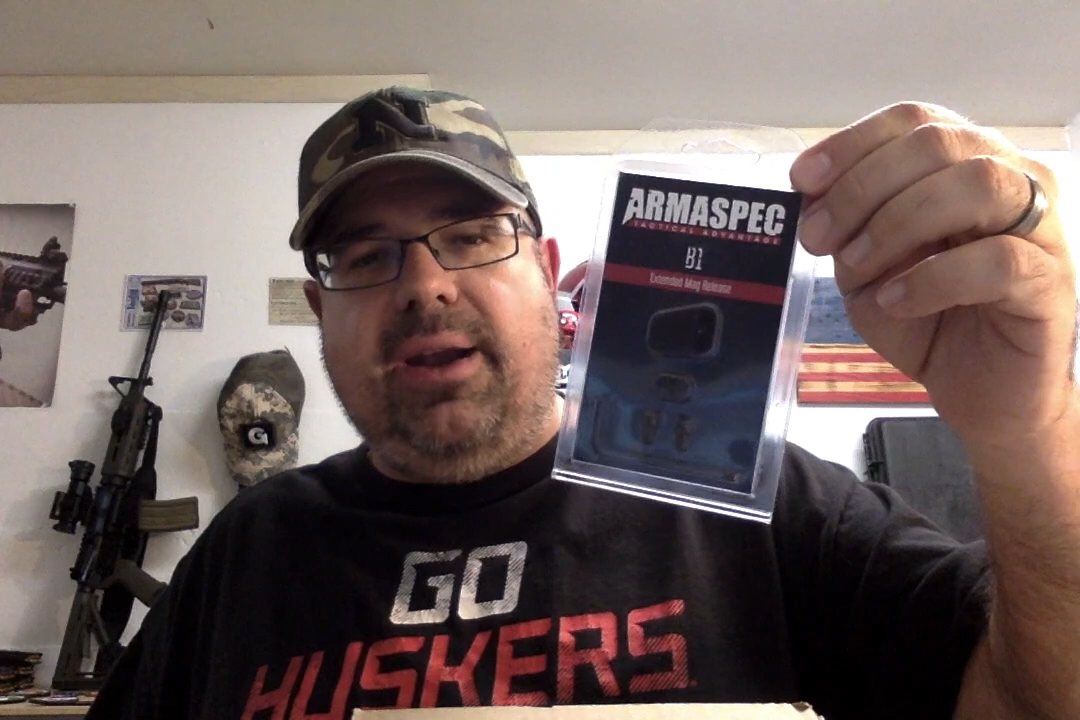 N
ARMASPEC
TACTICAL ADVANTAGE
B1
Extended Mag Release
G
GO
HUSKERS